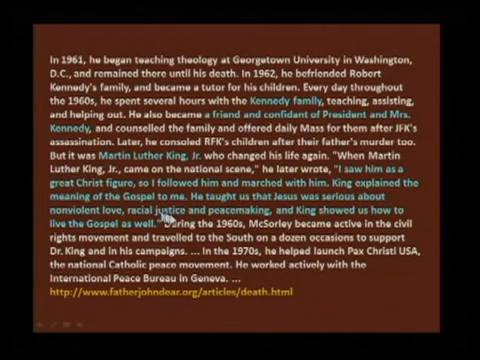 In 1961, he began teaching theology at Georgetown University in Washington,
D.C., and remained there until his death. In 1962, he befriended Robert
Kennedy's family, and became a tutor for his children. Every day throughout
the 1960s, he spent several hours with the Kennedy family, teaching, assisting,
and helping out. He also became a friend and confidant of President and Mrs.
Kennedy, and counselled the family and offered daily Mass for them after JFK's
assassination. Later, he consoled RFK's children after their father's murder too.
But it was Martin Luther King, Jr. who changed his life again. "When Martin
Luther King, Jr., came on the national scene," he later wrote, "I saw him as a
great Christ figure, so I followed him and marched with him. King explained the
meaning of the Gospel to me. He taught us that Jesus was serious about
nonviolent love, racial justice and peacemaking, and King showed us how to
live the Gospel as well." During the 1960s, McSorley became active in the civil
rights movement and travelled to the South on a dozen occasions to support
Dr. King and in his campaigns. ... In the 1970s, he helped launch Pax Christi USA,
the national Catholic peace movement. He worked actively with the
International Peace Bureau in Geneva. ...
http://www.fatherjohndear.org/articles/death.html